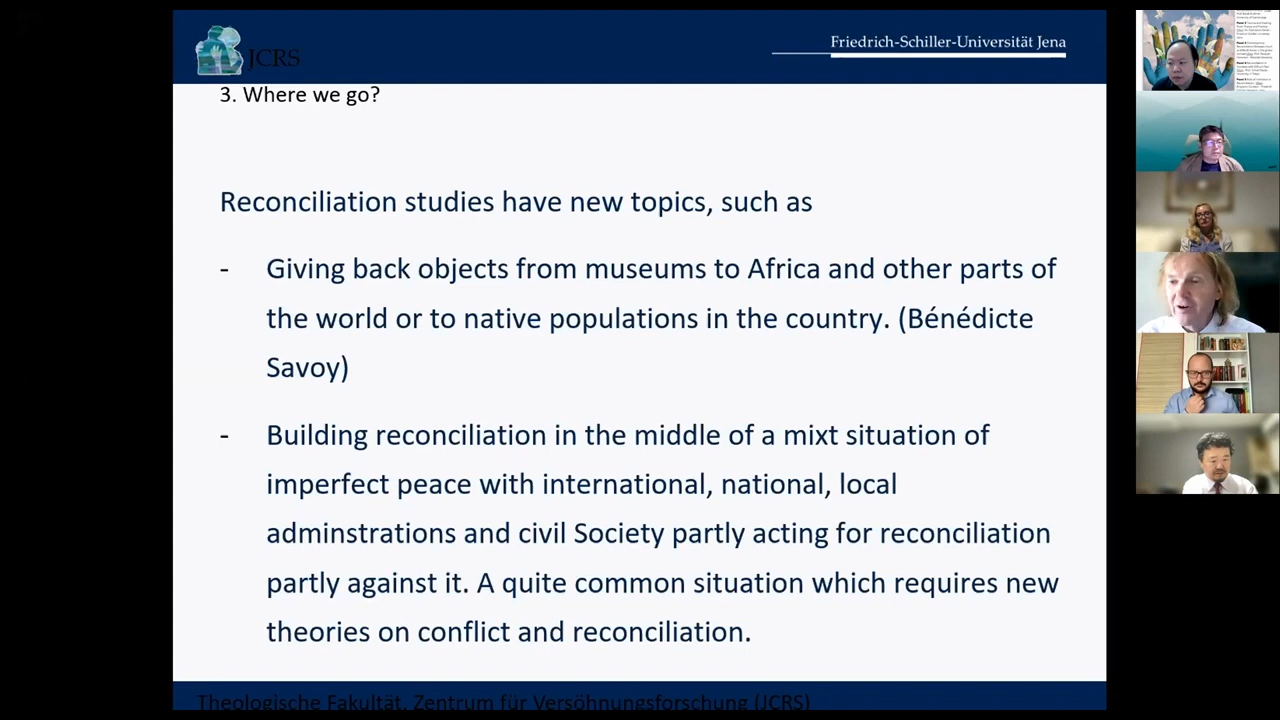 JCRS
Friedrich-Schiller-Universität Jena
3. Where we go?
Reconciliation studies have new topics, such as
- Giving back objects from museums to Africa and other parts of
the world or to native populations in the country. (Bénédicte
Savoy)
- Building reconciliation in the middle of a mixt situation of
imperfect peace with international, national, local
adminstrations and civil Society partly acting for reconciliation
partly against it. A quite common situation which requires new
theories on conflict and reconciliation.
Theologische Fakultät, Zentrum für Versöhnungsforschung (JCRS)